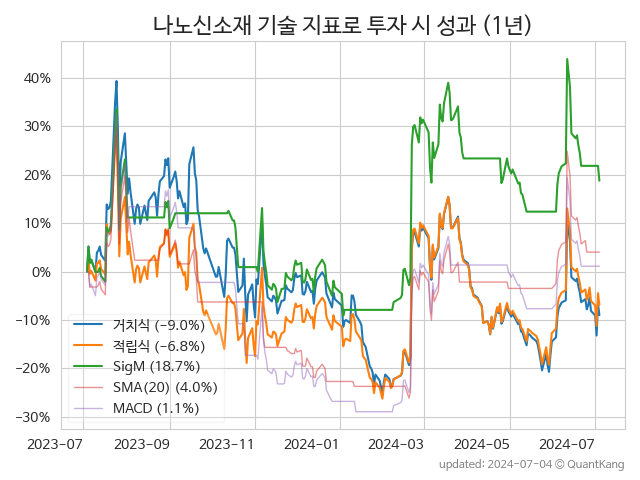 나노신소재 기술 지표로 투자 시 성과 (1년)
40%
30%
20%
10%
0%
−10%
−20%
−30%
거치식 (−9.0%)
적립식 (−6.8%)
SigM (18.7%)
SMA(20) (4.0%)
MACD (1.1%)
2023−07
2023−09
2023−11
2024−01
2024−03
2024−05
2024−07
updated: 2024−07−04 ⓒ QuantKang